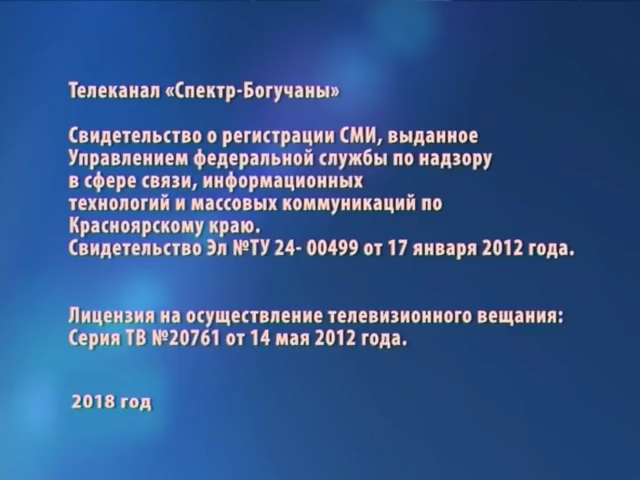 Телеканал «Спектр-Богучаны»
Свидетельство о регистрации СМИ, выданное
Управлением федеральной службы по надзору
в сфере связи, информационных
технологий и массовых коммуникаций по
Красноярскому краю.
Свидетельство Эл №ТУ 24- 00499 от 17 января 2012 года.
Лицензия на осуществление телевизионного вещания:
Серия ТВ №20761 от 14 мая 2012 года.
2018 год